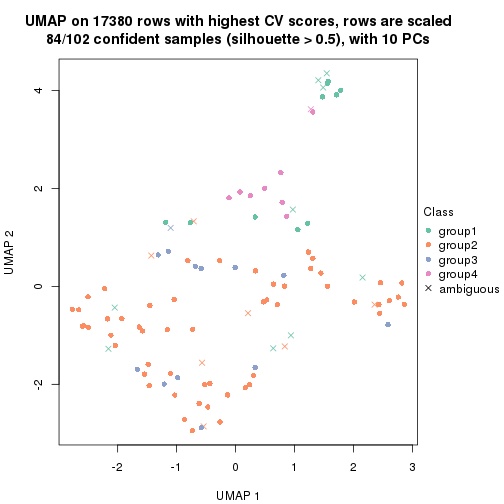 UMAP on 17380 rows with highest CV scores, rows are scaled
84/102 confident samples (silhouette > 0.5), with 10 PCs
4
2
0
-2
UMAP 2
-2
-1
0
1
2
3
UMAP 1
Class
group1
group2
group3
group4
ambiguous